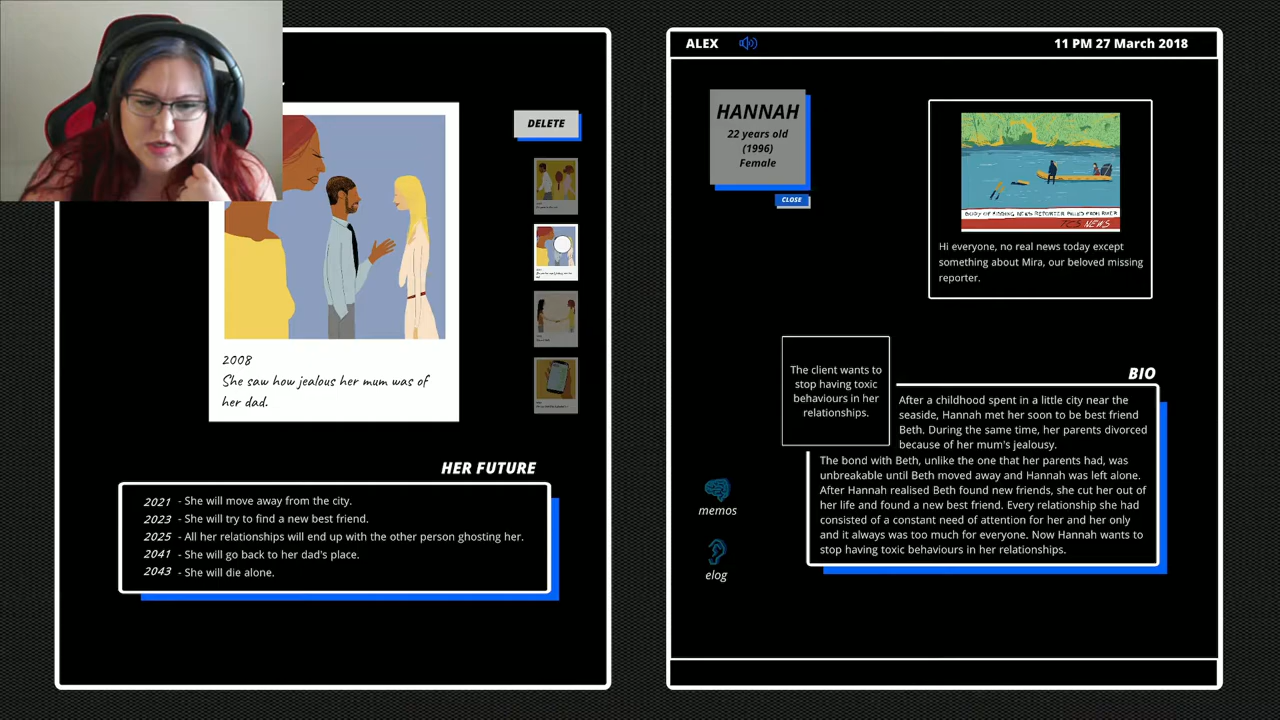 DELETE
2008
She saw how jealous her mum was of
her dad.
HER FUTURE
2021 - She will move away from the city.
2023 - She will try to find a new best friend.
2025 - All her relationships will end up with the other person ghosting her.
2041 - She will go back to her dad's place.
2043 - She will die alone.
ALEX
11 PM 27 March 2018
HANNAH
22 years old
(1996)
Female
CLOSE
BODY OF MISSING NEWS REPORTER PULLED FROM RIVER
NEWS
Hi everyone, no real news today except
something about Mira, our beloved missing
reporter.
The client wants to
stop having toxic
behaviours in her
relationships.
BIO
After a childhood spent in a little city near the
seaside, Hannah met her soon to be best friend
Beth. During the same time, her parents divorced
because of her mum's jealousy.
The bond with Beth, unlike the one that her parents had, was
unbreakable until Beth moved away and Hannah was left alone.
After Hannah realised Beth found new friends, she cut her out of
her life and found a new best friend. Every relationship she had
consisted of a constant need of attention for her and her only
and it always was too much for everyone. Now Hannah wants to
stop having toxic behaviours in her relationships.
memos
elog